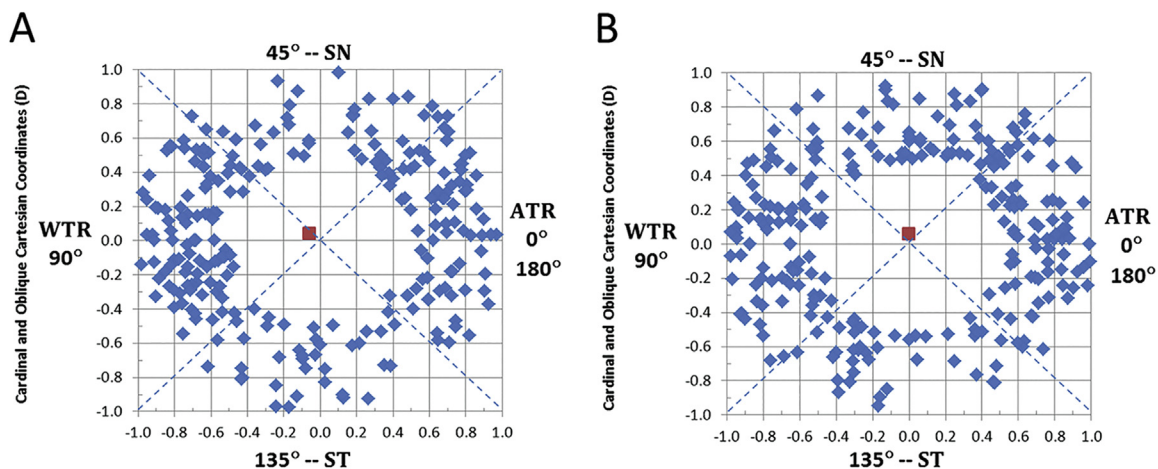 A
45° -- SN
Cardinal and Oblique Cartesian Coordinates (D)
1.0
0.8
0.6
0.4
0.2
0.0
-0.2
-0.4
-0.6
-0.8
-1.0
WTR
90°
ATR
0°
180°
-1.0 -0.8 -0.6 -0.4 -0.2 0.0 0.2 0.4 0.6 0.8 1.0
135° -- ST
B
45° -- SN
Cardinal and Oblique Cartesian Coordinates (D)
1.0
0.8
0.6
0.4
0.2
0.0
-0.2
-0.4
-0.6
-0.8
-1.0
WTR
90°
ATR
0°
180°
-1.0 -0.8 -0.6 -0.4 -0.2 0.0 0.2 0.4 0.6 0.8 1.0
135° -- ST